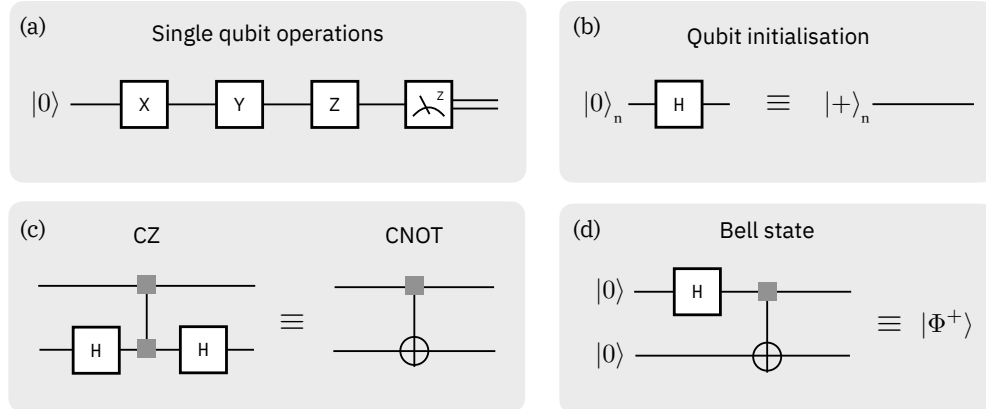 (a)
Single qubit operations
|0⟩ X Y Z Z
(b)
Qubit initialisation
|0⟩ₙ H ≡ |+⟩ₙ
(c)
CZ CNOT
H H ≡
(d)
Bell state
|0⟩ H
≡ |Φ⁺⟩
|0⟩